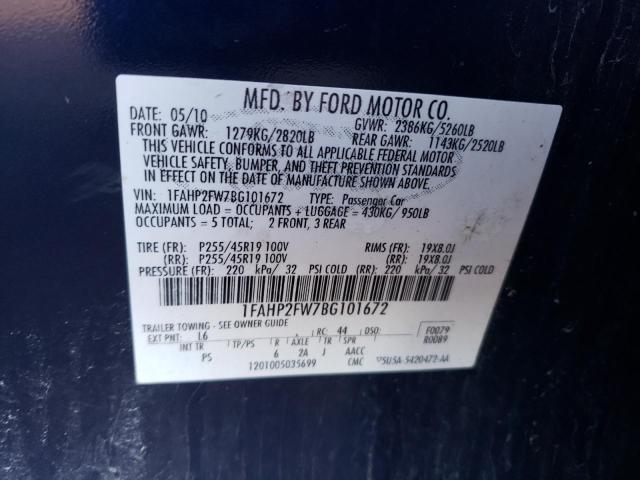 MFD. BY FORD MOTOR CO.
DATE: 05/10 GVWR: 2386KG/5260LB
FRONT GAWR: 1279KG/2820LB REAR GAWR: 1143KG/2520LB
THIS VEHICLE CONFORMS TO ALL APPLICABLE FEDERAL MOTOR
VEHICLE SAFETY, BUMPER, AND THEFT PREVENTION STANDARDS
IN EFFECT ON THE DATE OF MANUFACTURE SHOWN ABOVE.
VIN: 1FAHP2FW7BG101672 TYPE: Passenger Car
MAXIMUM LOAD = OCCUPANTS + LUGGAGE = 430KG/950LB
OCCUPANTS = 5 TOTAL; 2 FRONT, 3 REAR
TIRE (FR): P255/45R19 100V RIMS (FR): 19X8.0J
(RR): P255/45R19 100V (RR): 19X8.0J
PRESSURE (FR): 220 kPa/ 32 PSI COLD (RR): 220 kPa/ 32 PSI COLD
1FAHP2FW7BG101672
TRAILER TOWING - SEE OWNER GUIDE
EXT PNT: L6 RC: 44 DSO: F0079
INT TR TP/PS R AXLE TR SPR R0089
PS 6 2A J AACC
1201005035699 CMC 5U5A-5420472-AA